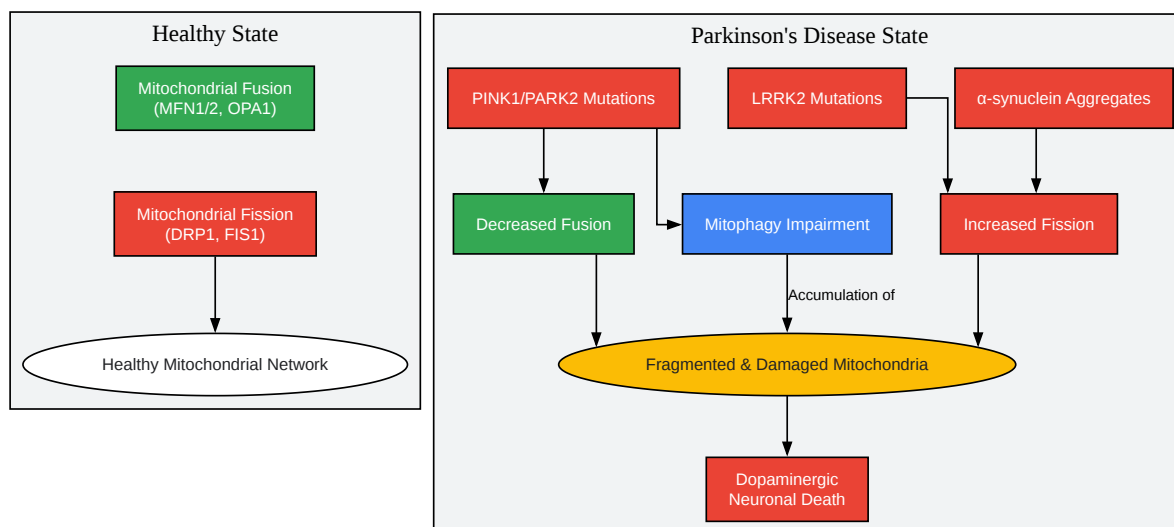 Healthy State
Mitochondrial Fusion
(MFN1/2, OPA1)
Mitochondrial Fission
(DRP1, FIS1)
Healthy Mitochondrial Network
Parkinson's Disease State
PINK1/PARK2 Mutations
LRRK2 Mutations
α-synuclein Aggregates
Decreased Fusion
Mitophagy Impairment
Increased Fission
Accumulation of
Fragmented & Damaged Mitochondria
Dopaminergic
Neuronal Death